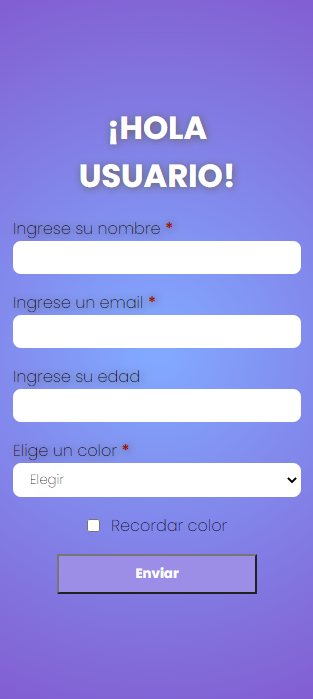 ¡HOLA
USUARIO!
Ingrese su nombre *
Ingrese un email *
Ingrese su edad
Elige un color *
Elegir
Recordar color
Enviar